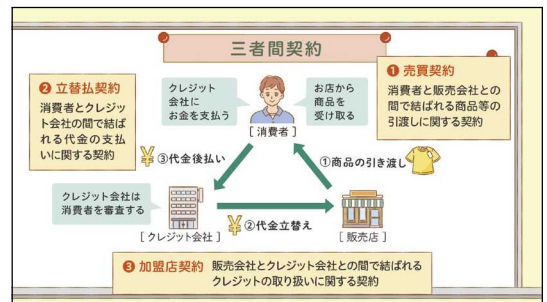 三者間契約
❷ 立替払契約
消費者とクレジッ
ト会社の間で結ば
れる代金の支払
いに関する契約
クレジット
会社に
お金を支払う
お店から
商品を
受け取る
[ 消費者 ]
❶ 売買契約
消費者と販売会社との
間で結ばれる商品等の
引渡しに関する契約
¥ ③代金後払い
①商品の引き渡し
クレジット会社は
消費者を審査する
[ クレジット会社 ]
¥ ②代金立替え
[ 販売店 ]
❸ 加盟店契約 販売会社とクレジット会社との間で結ばれる
クレジットの取り扱いに関する契約